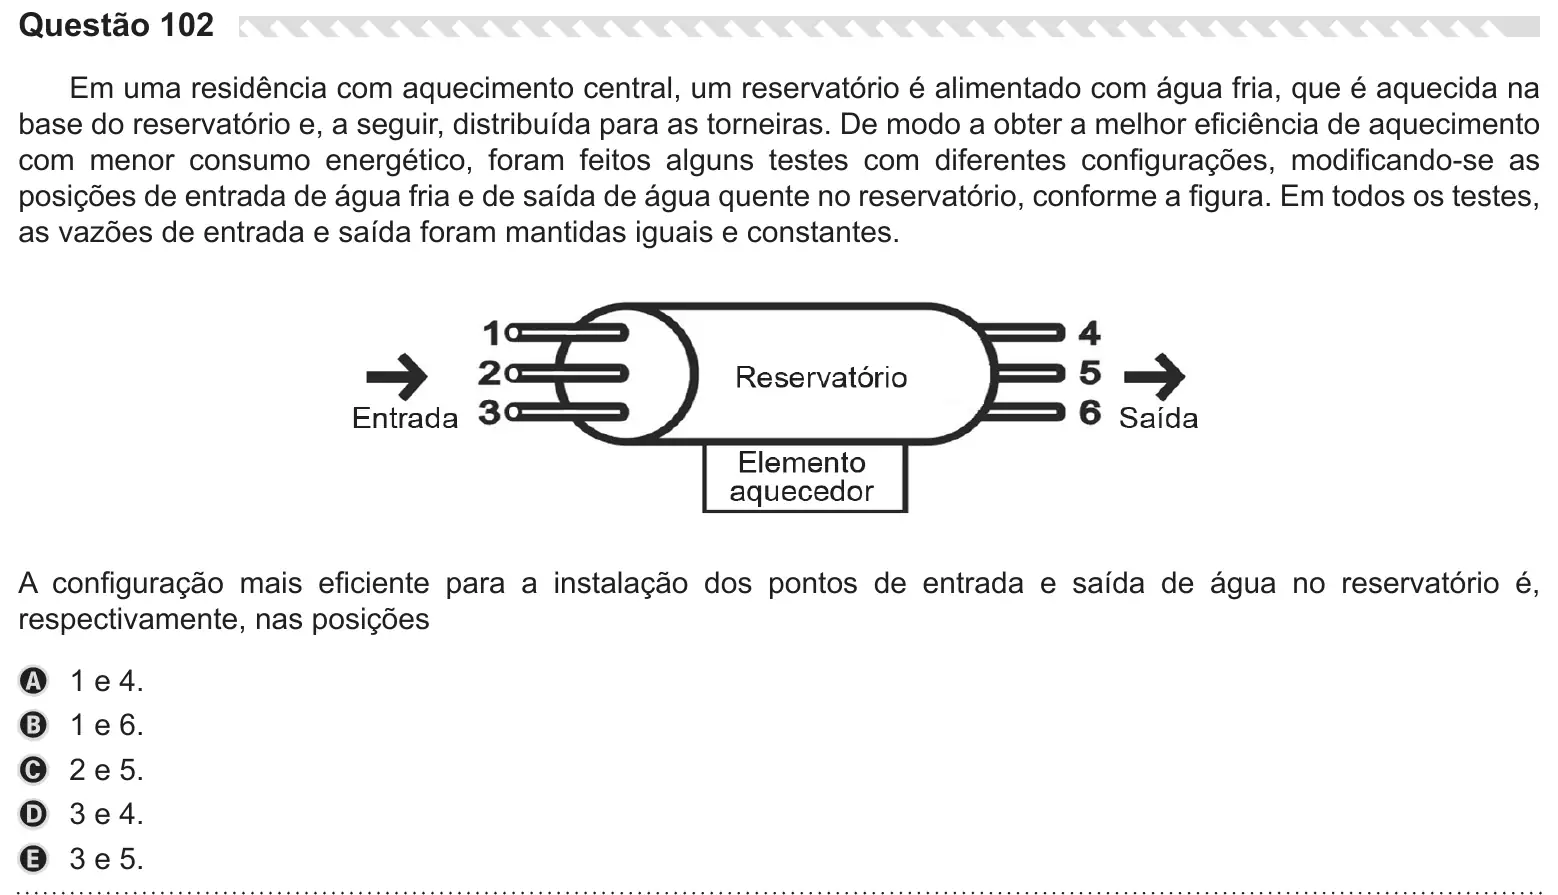 Questão 102
Em uma residência com aquecimento central, um reservatório é alimentado com água fria, que é aquecida na
base do reservatório e, a seguir, distribuída para as torneiras. De modo a obter a melhor eficiência de aquecimento
com menor consumo energético, foram feitos alguns testes com diferentes configurações, modificando-se as
posições de entrada de água fria e de saída de água quente no reservatório, conforme a figura. Em todos os testes,
as vazões de entrada e saída foram mantidas iguais e constantes.
1
2
3
Entrada
Reservatório
4
5
6
Saída
Elemento
aquecedor
A configuração mais eficiente para a instalação dos pontos de entrada e saída de água no reservatório é,
respectivamente, nas posições
A 1 e 4.
B 1 e 6.
C 2 e 5.
D 3 e 4.
E 3 e 5.